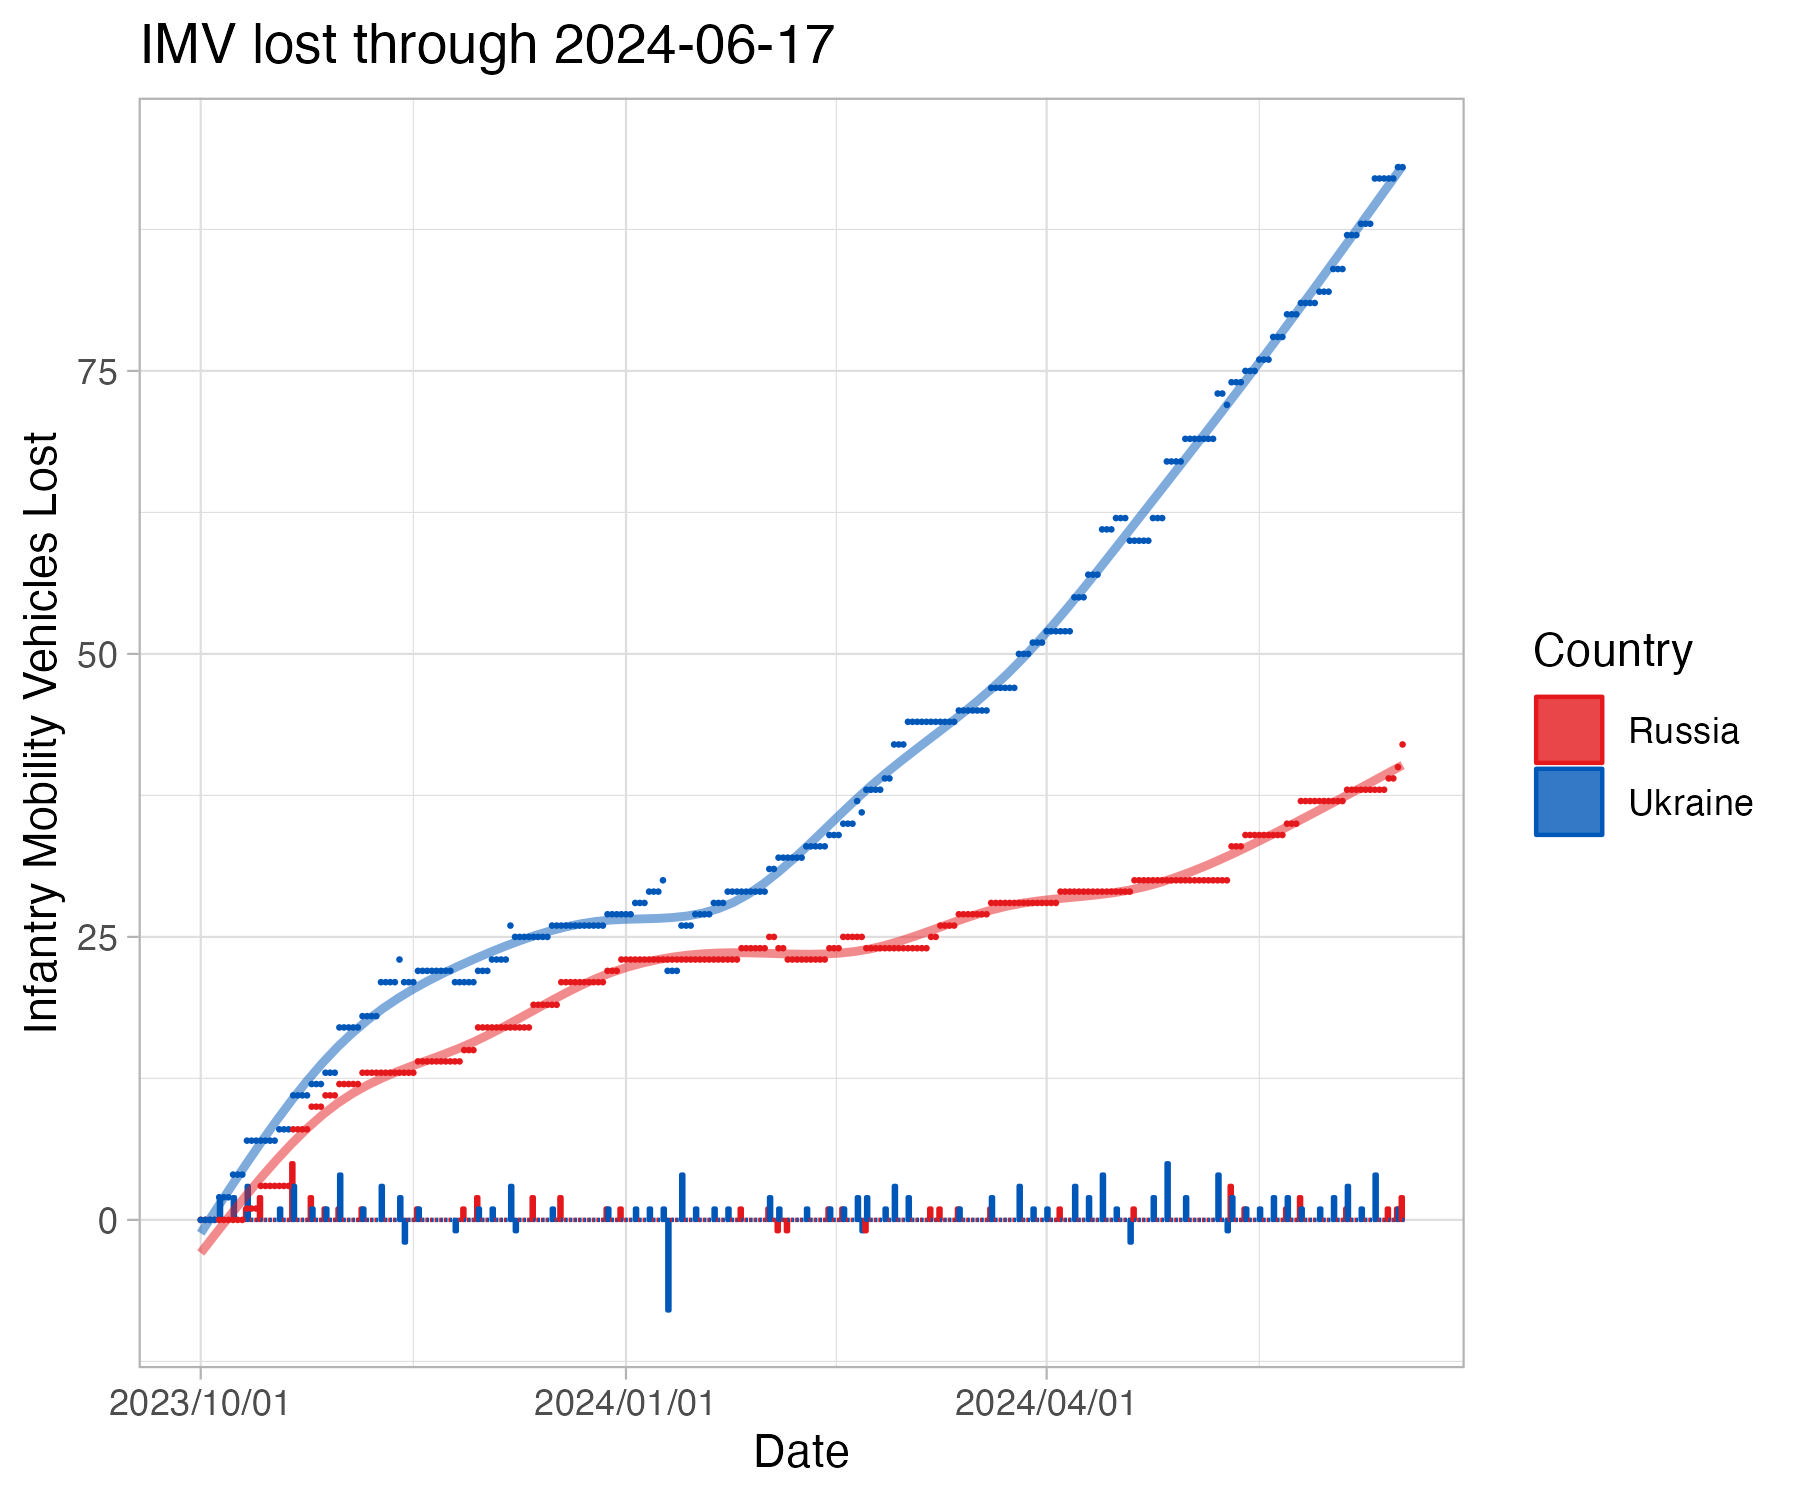 IMV lost through 2024-06-17
Infantry Mobility Vehicles Lost
75
50
25
0
2023/10/01
2024/01/01
2024/04/01
Date
Country
Russia
Ukraine